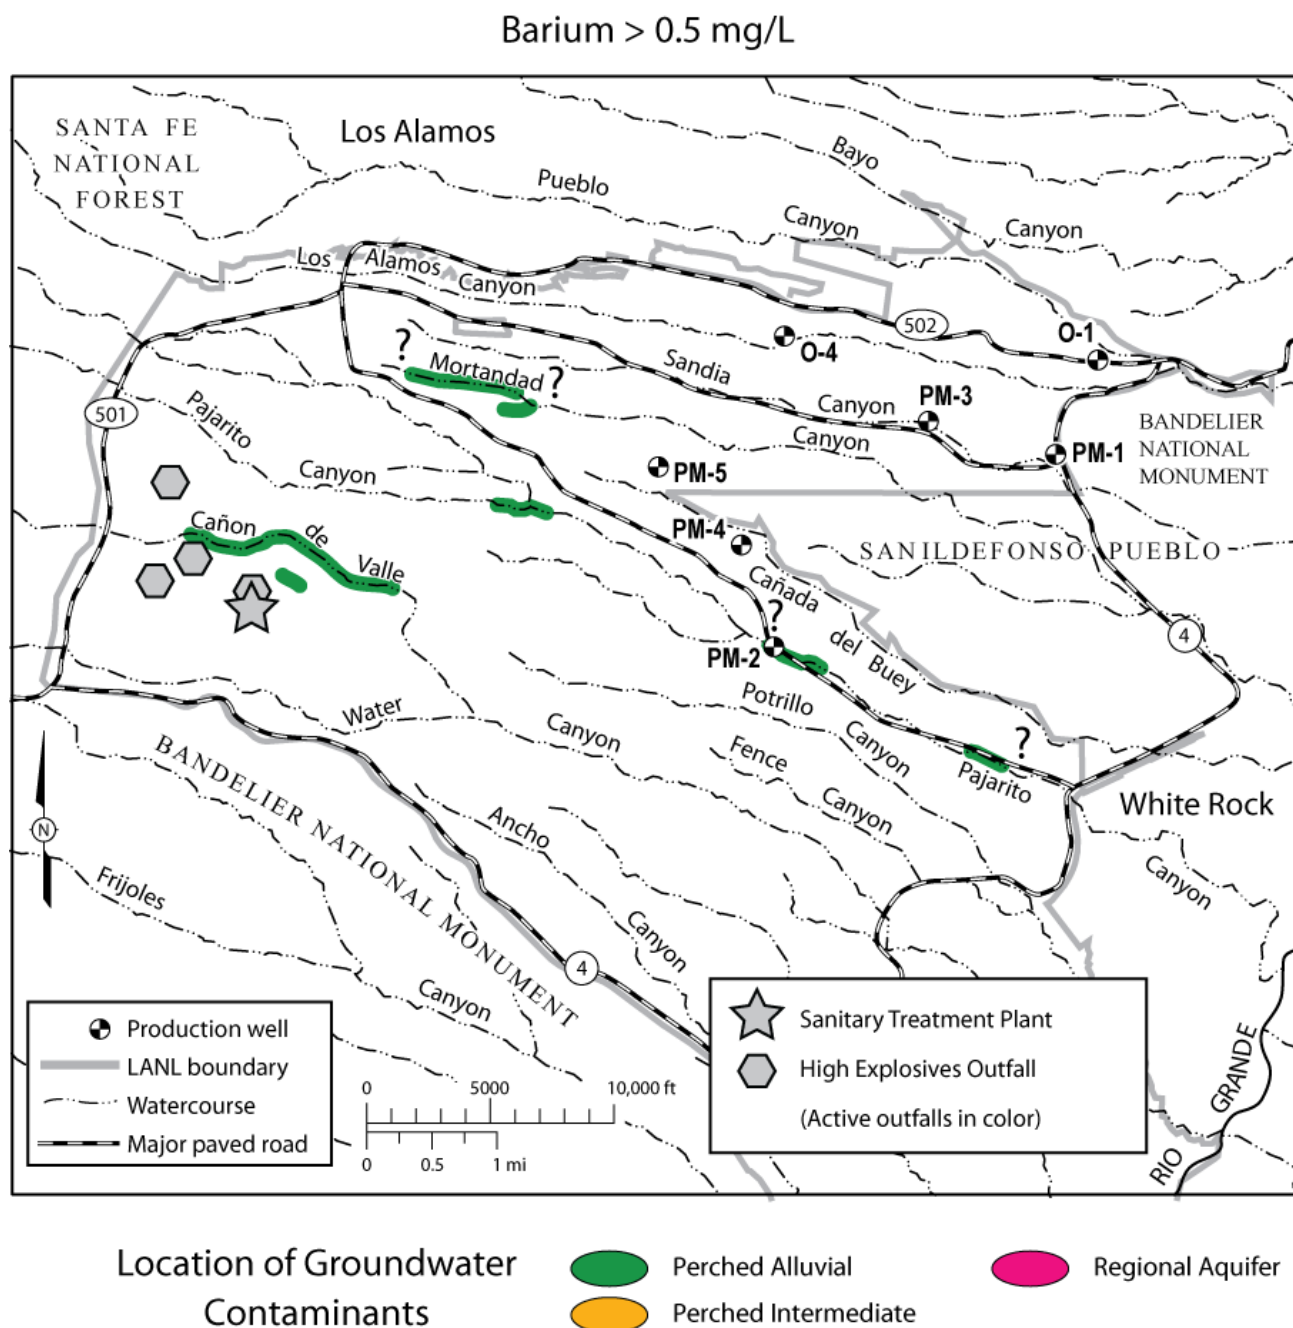 Barium > 0.5 mg/L
SANTA FE
NATIONAL
FOREST
Los Alamos
Bayo
Pueblo
Canyon
Canyon
Los Alamos
Canyon
502
O-1
O-4
?
Mortandad
?
Sandia
Canyon
PM-3
501
Pajarito
Canyon
BANDELIER
NATIONAL
MONUMENT
PM-1
Canyon
PM-5
PM-4
SANILDEFONSO PUEBLO
Cañon de Valle
Cañada del Buey
?
4
PM-2
Potrillo
Canyon
Water
Canyon
Fence
Canyon
?
Pajarito
White Rock
Canyon
BANDELIER NATIONAL MONUMENT
Ancho
Canyon
N
Frijoles
Canyon
4
RIO GRANDE
Production well
LANL boundary
Watercourse
Major paved road
0 5000 10,000 ft
0 0.5 1 mi
Sanitary Treatment Plant
High Explosives Outfall
(Active outfalls in color)
Location of Groundwater
Contaminants
Perched Alluvial
Regional Aquifer
Perched Intermediate